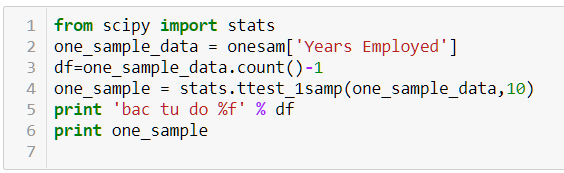 1 from scipy import stats
2 one_sample_data = onesam['Years Employed']
3 df=one_sample_data.count()-1
4 one_sample = stats.ttest_1samp(one_sample_data,10)
5 print 'bac tu do %f' % df
6 print one_sample
7